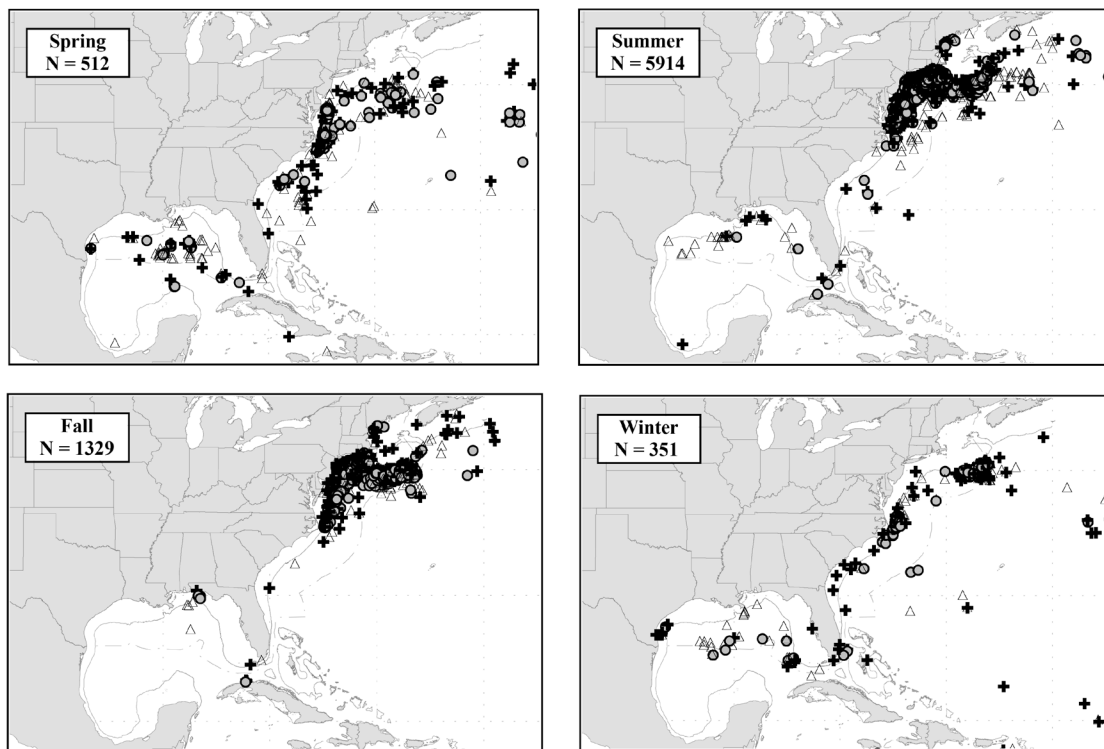 Spring
N = 512
Summer
N = 5914
Fall
N = 1329
Winter
N = 351